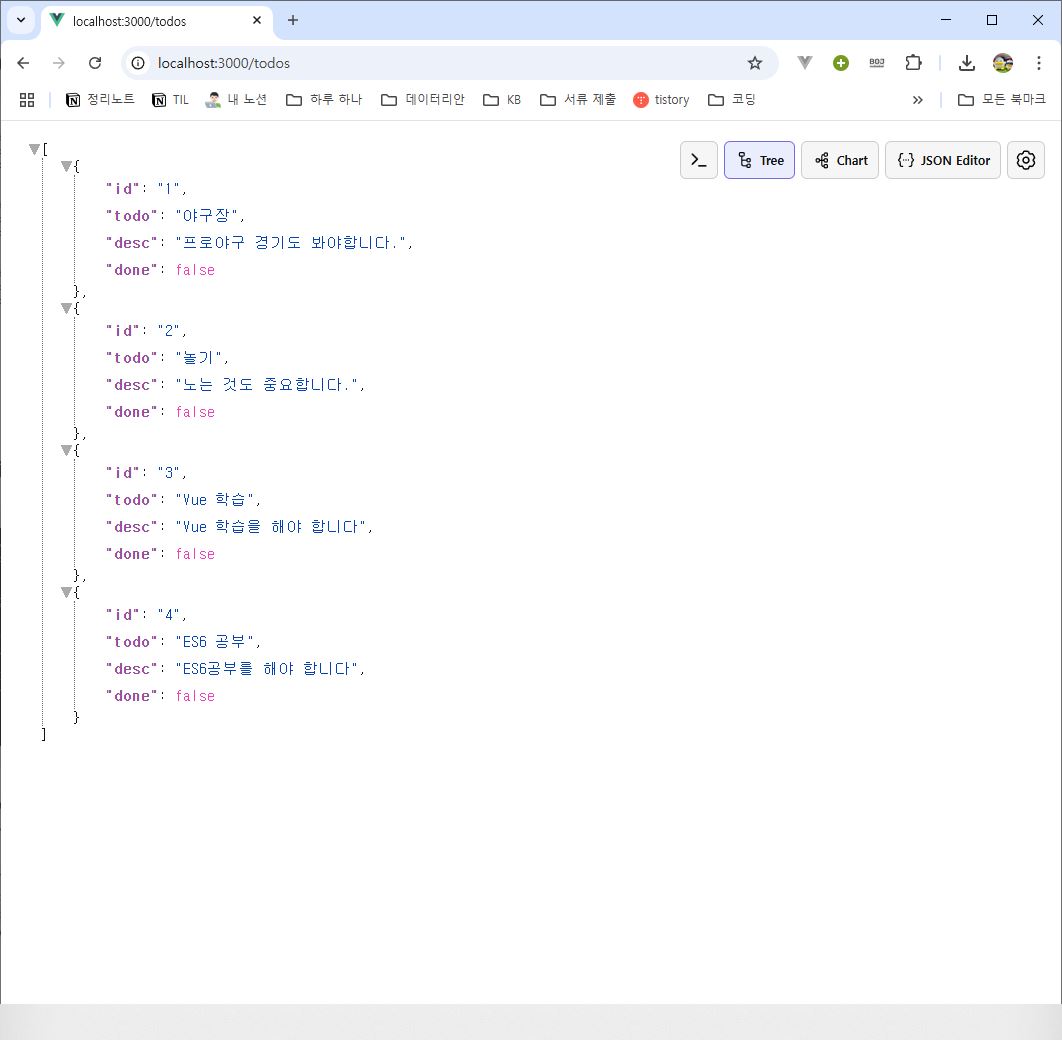 localhost:3000/todos
localhost:3000/todos
BOJ
정리노트 TIL 내 노션 하루 하나 데이터리안 KB 서류 제출 tistory 코딩 » 모든 북마크
>_ Tree Chart JSON Editor
[
{
"id": "1",
"todo": "야구장",
"desc": "프로야구 경기도 봐야합니다.",
"done": false
},
{
"id": "2",
"todo": "놀기",
"desc": "노는 것도 중요합니다.",
"done": false
},
{
"id": "3",
"todo": "Vue 학습",
"desc": "Vue 학습을 해야 합니다",
"done": false
},
{
"id": "4",
"todo": "ES6 공부",
"desc": "ES6공부를 해야 합니다",
"done": false
}
]